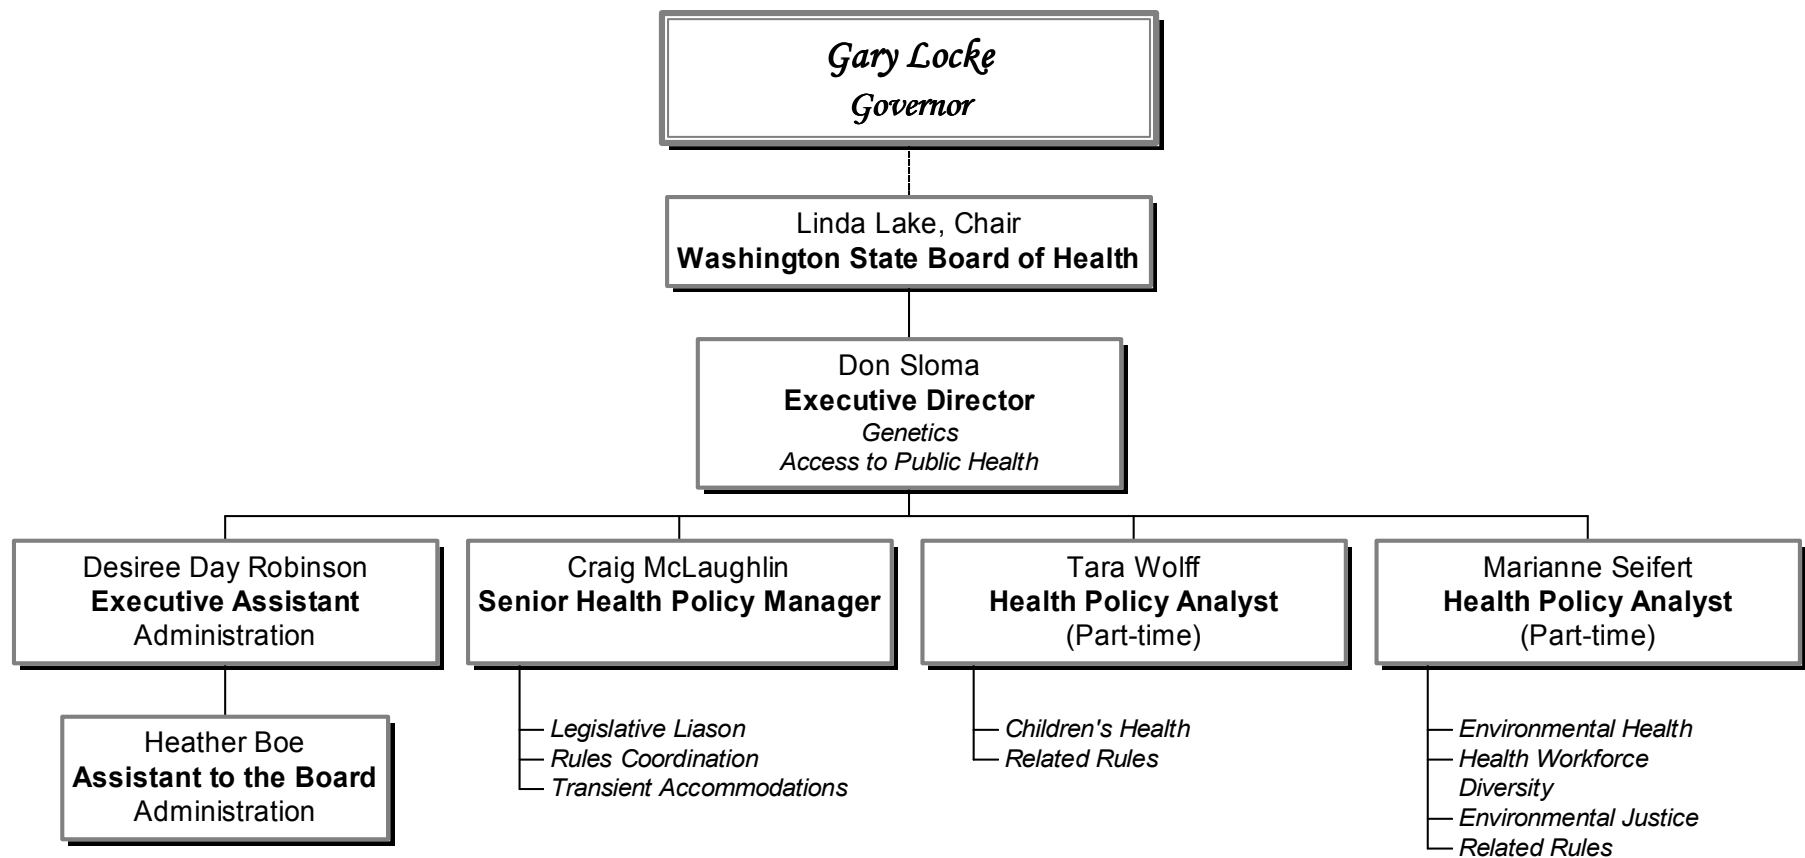 Gary Locke
Governor
Linda Lake, Chair
Washington State Board of Health
Don Sloma
Executive Director
Genetics
Access to Public Health
Desiree Day Robinson
Executive Assistant
Administration
Craig McLaughlin
Senior Health Policy Manager
Tara Wolff
Health Policy Analyst
(Part-time)
Marianne Seifert
Health Policy Analyst
(Part-time)
Heather Boe
Assistant to the Board
Administration
Legislative Liason
Rules Coordination
Transient Accommodations
Children's Health
Related Rules
Environmental Health
Health Workforce
Diversity
Environmental Justice
Related Rules